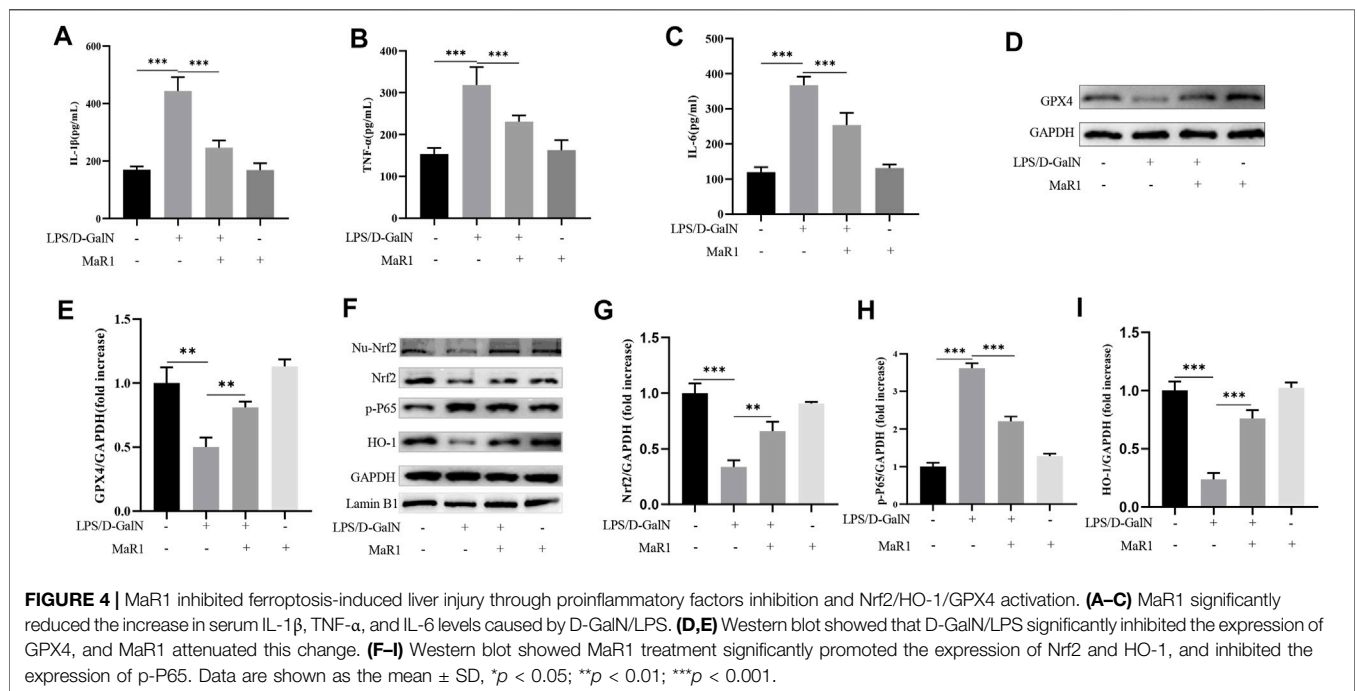 A
600
400
200
0
IL-1β(pg/mL)
*** ***
LPS/D-GalN - + + -
MaR1 - - + +
B
400
300
200
100
0
TNF-α(pg/mL)
*** ***
LPS/D-GalN - + + -
MaR1 - - + +
C
500
400
300
200
100
0
IL-6(pg/ml)
*** ***
LPS/D-GalN - + + -
MaR1 - - + +
D
GPX4
GAPDH
LPS/D-GalN - + + -
MaR1 - - + +
E
1.5
1.0
0.5
0.0
GPX4/GAPDH(fold increase)
** **
LPS/D-GalN - + + -
MaR1 - - + +
F
Nu-Nrf2
Nrf2
p-P65
HO-1
GAPDH
Lamin B1
LPS/D-GalN - + + -
MaR1 - - + +
G
1.5
1.0
0.5
0.0
Nrf2/GAPDH (fold increase)
*** **
LPS/D-GalN - + + -
MaR1 - - + +
H
5
4
3
2
1
0
p-P65/GAPDH (fold increase)
*** ***
LPS/D-GalN - + + -
MaR1 - - + +
I
1.5
1.0
0.5
0.0
HO-1/GAPDH (fold increase)
*** ***
LPS/D-GalN - + + -
MaR1 - - + +
FIGURE 4 | MaR1 inhibited ferroptosis-induced liver injury through proinflammatory factors inhibition and Nrf2/HO-1/GPX4 activation. (A–C) MaR1 significantly
reduced the increase in serum IL-1β, TNF-α, and IL-6 levels caused by D-GalN/LPS. (D,E) Western blot showed that D-GalN/LPS significantly inhibited the expression of
GPX4, and MaR1 attenuated this change. (F–I) Western blot showed MaR1 treatment significantly promoted the expression of Nrf2 and HO-1, and inhibited the
expression of p-P65. Data are shown as the mean ± SD, *p < 0.05; **p < 0.01; ***p < 0.001.